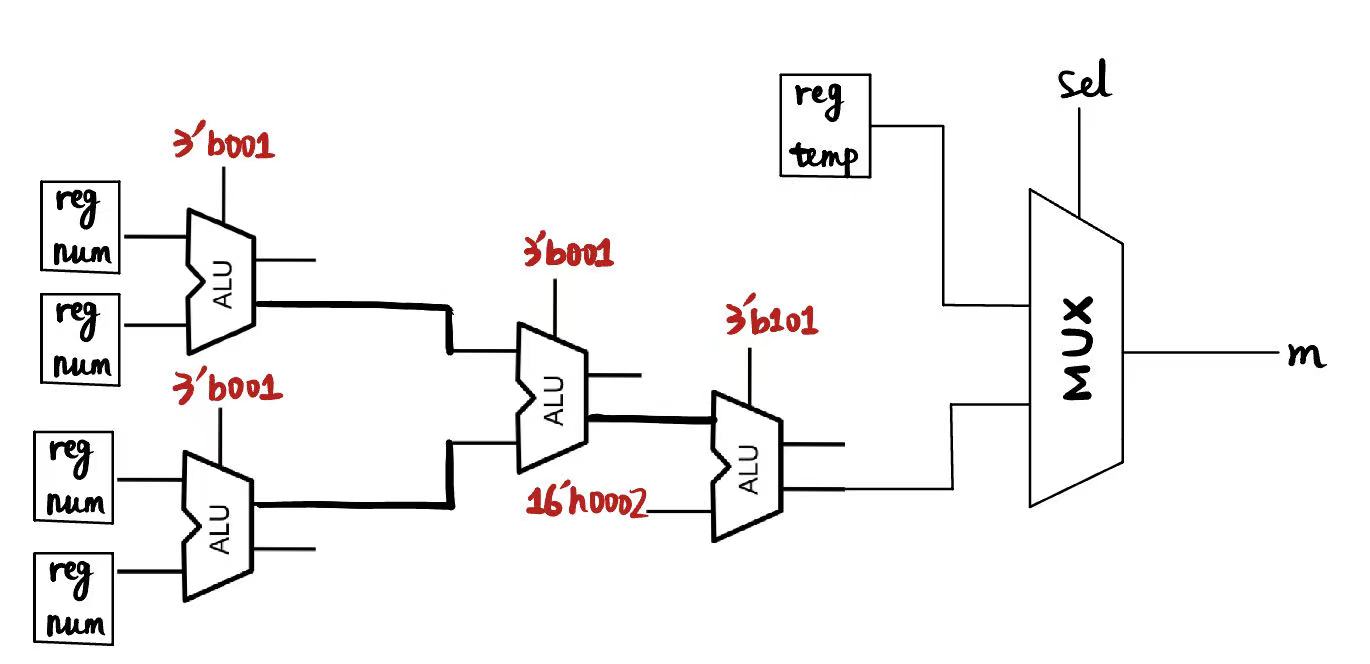 sel
reg
temp
3'b001
reg
num
ALU
reg
num
3'b001
ALU
3'b101
ALU
16'h0002
MUX
m
3'b001
reg
num
ALU
reg
num